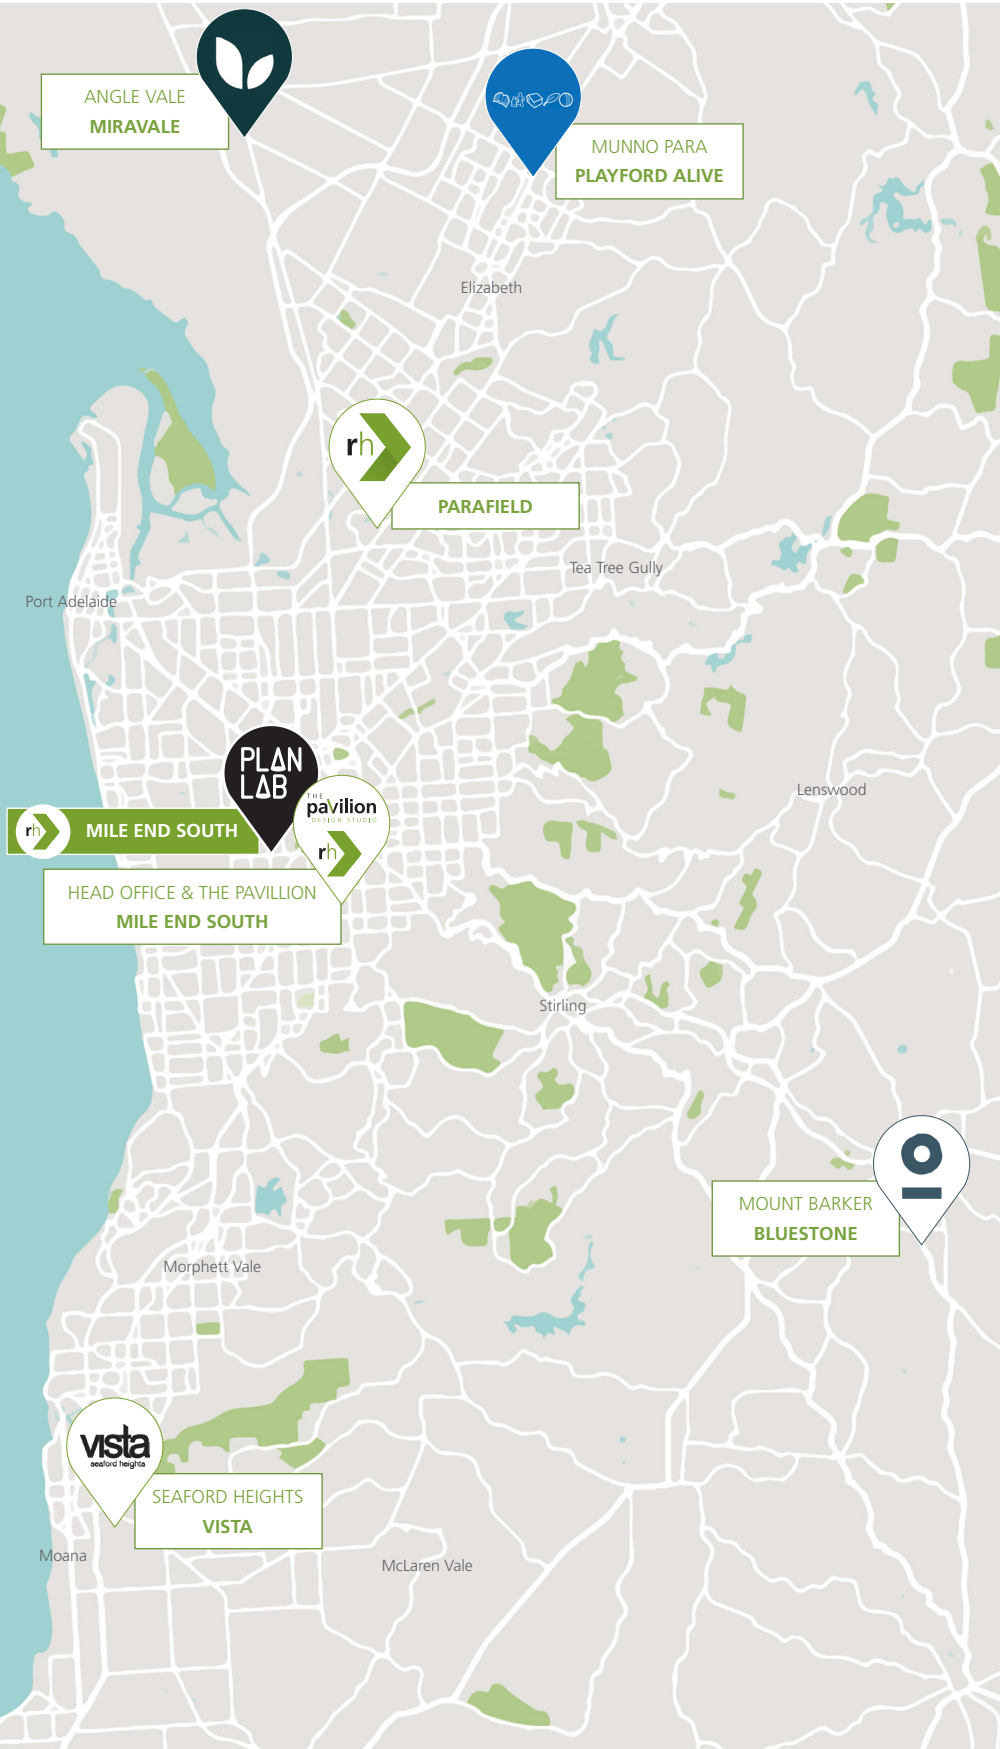 ANGLE VALE
MIRAVALE
MUNNO PARA
PLAYFORD ALIVE
Elizabeth
rh
PARAFIELD
Tea Tree Gully
Port Adelaide
PLAN
LAB
Lenswood
THE
paVilion
DESIGN STUDIO
rh
rh
MILE END SOUTH
HEAD OFFICE & THE PAVILLION
MILE END SOUTH
Stirling
MOUNT BARKER
BLUESTONE
Morphett Vale
vista
seaford heights
SEAFORD HEIGHTS
VISTA
Moana
McLaren Vale